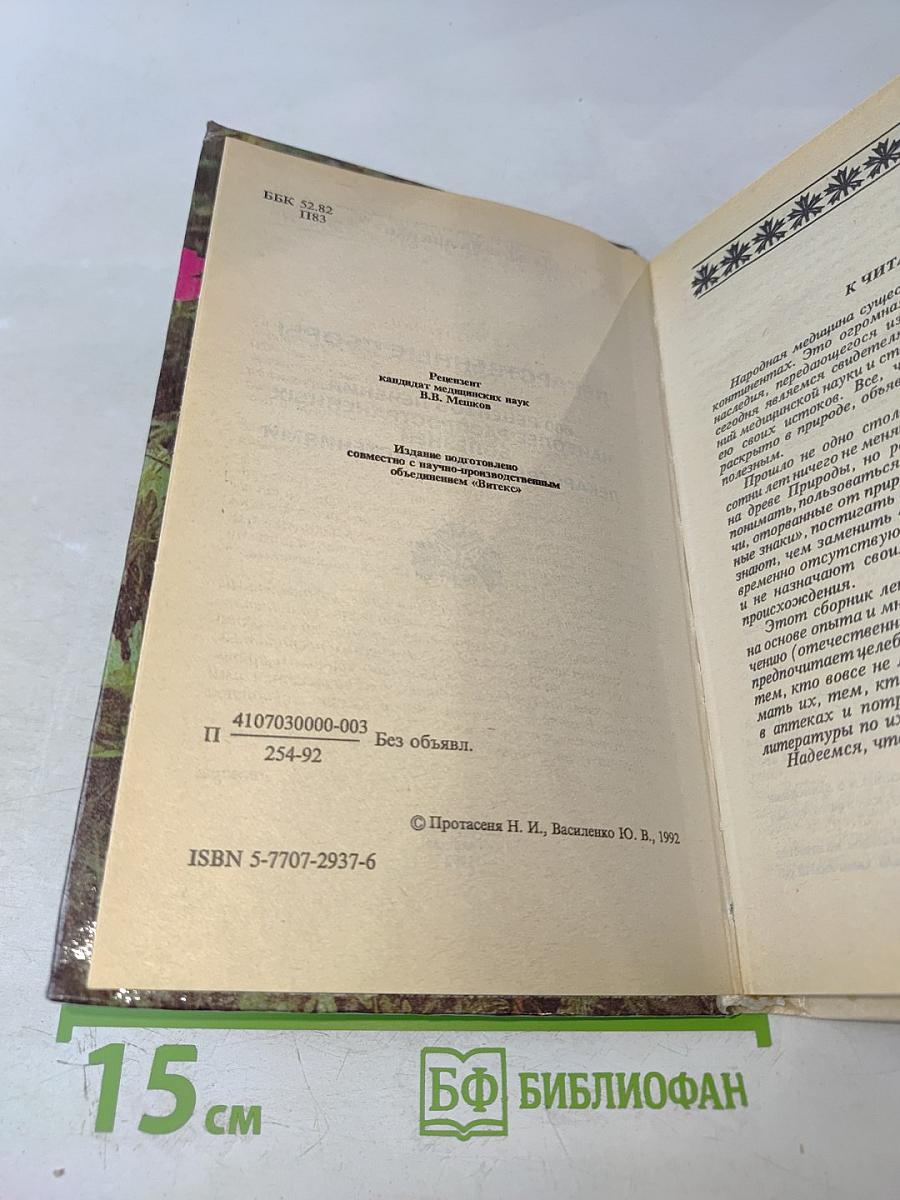 ББК 52.82
П83
Рецензент
кандидат медицинских наук
В.В. Мешков
Издание подготовлено
совместно с научно-производственным
объединением «Витекс»
П 4107030000-003
254-92
Без объявл.
© Протасеня Н. И., Василенко Ю. В., 1992
ISBN 5-7707-2937-6
К ЧИТА
Народная медицина сущес
континентах. Это огромна
наследия, передающегося из
сегодня являемся свидетеля
ний медицинской науки и ст
ею своих истоков. Все, ч
раскрыто в природе, объя
полезным.
Прошло не одно стол
сотни лет ничего не меня
на древе Природы, но р
понимать, пользоваться
чи, оторванные от прир
ные знаки», постигать
знают, чем заменить
временно отсутствую
и не назначают свои
происхождения.
Этот сборник ле
на основе опыта и мн
чению (отечественн
предпочитает целеб
тем, кто вовсе не
мать их, тем, кт
в аптеках и потр
литературы по их
Надеемся, что
15 см
БФ БИБЛИОФАН